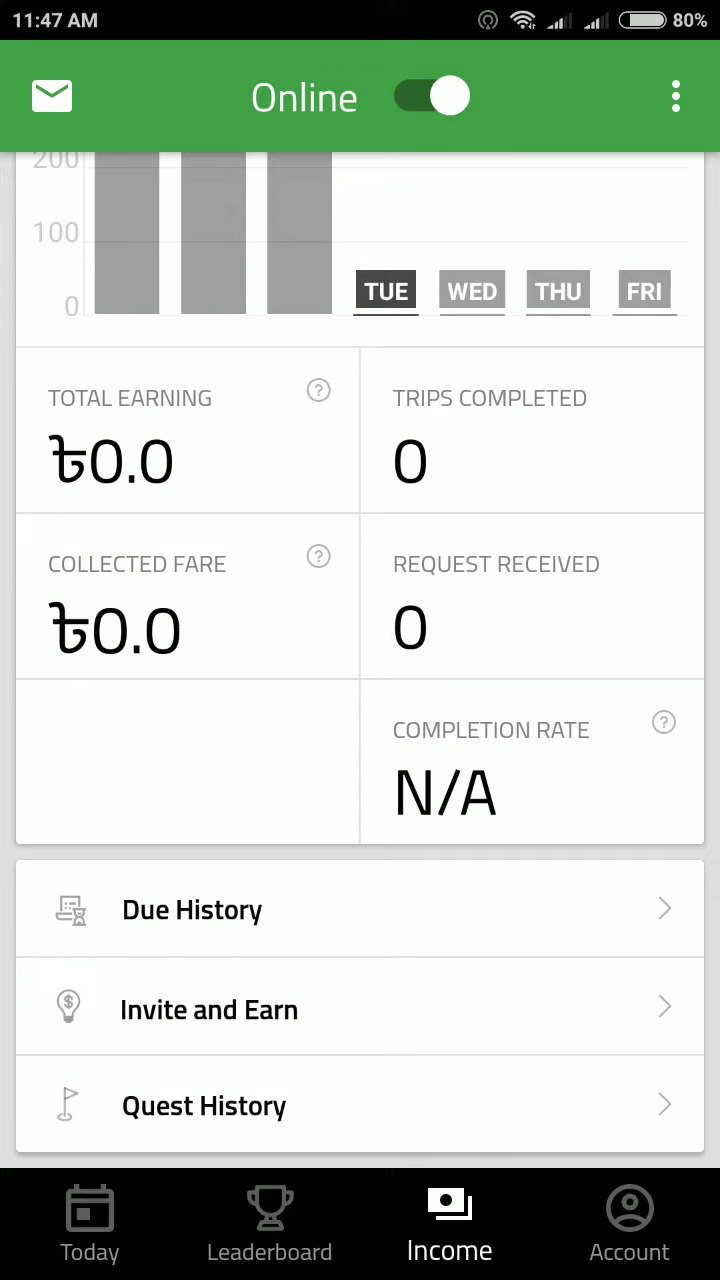 11:47 AM
80%
Online
200
100
0
TUE WED THU FRI
TOTAL EARNING
৳0.0
TRIPS COMPLETED
0
COLLECTED FARE
৳0.0
REQUEST RECEIVED
0
COMPLETION RATE
N/A
Due History
Invite and Earn
Quest History
Today Leaderboard Income Account